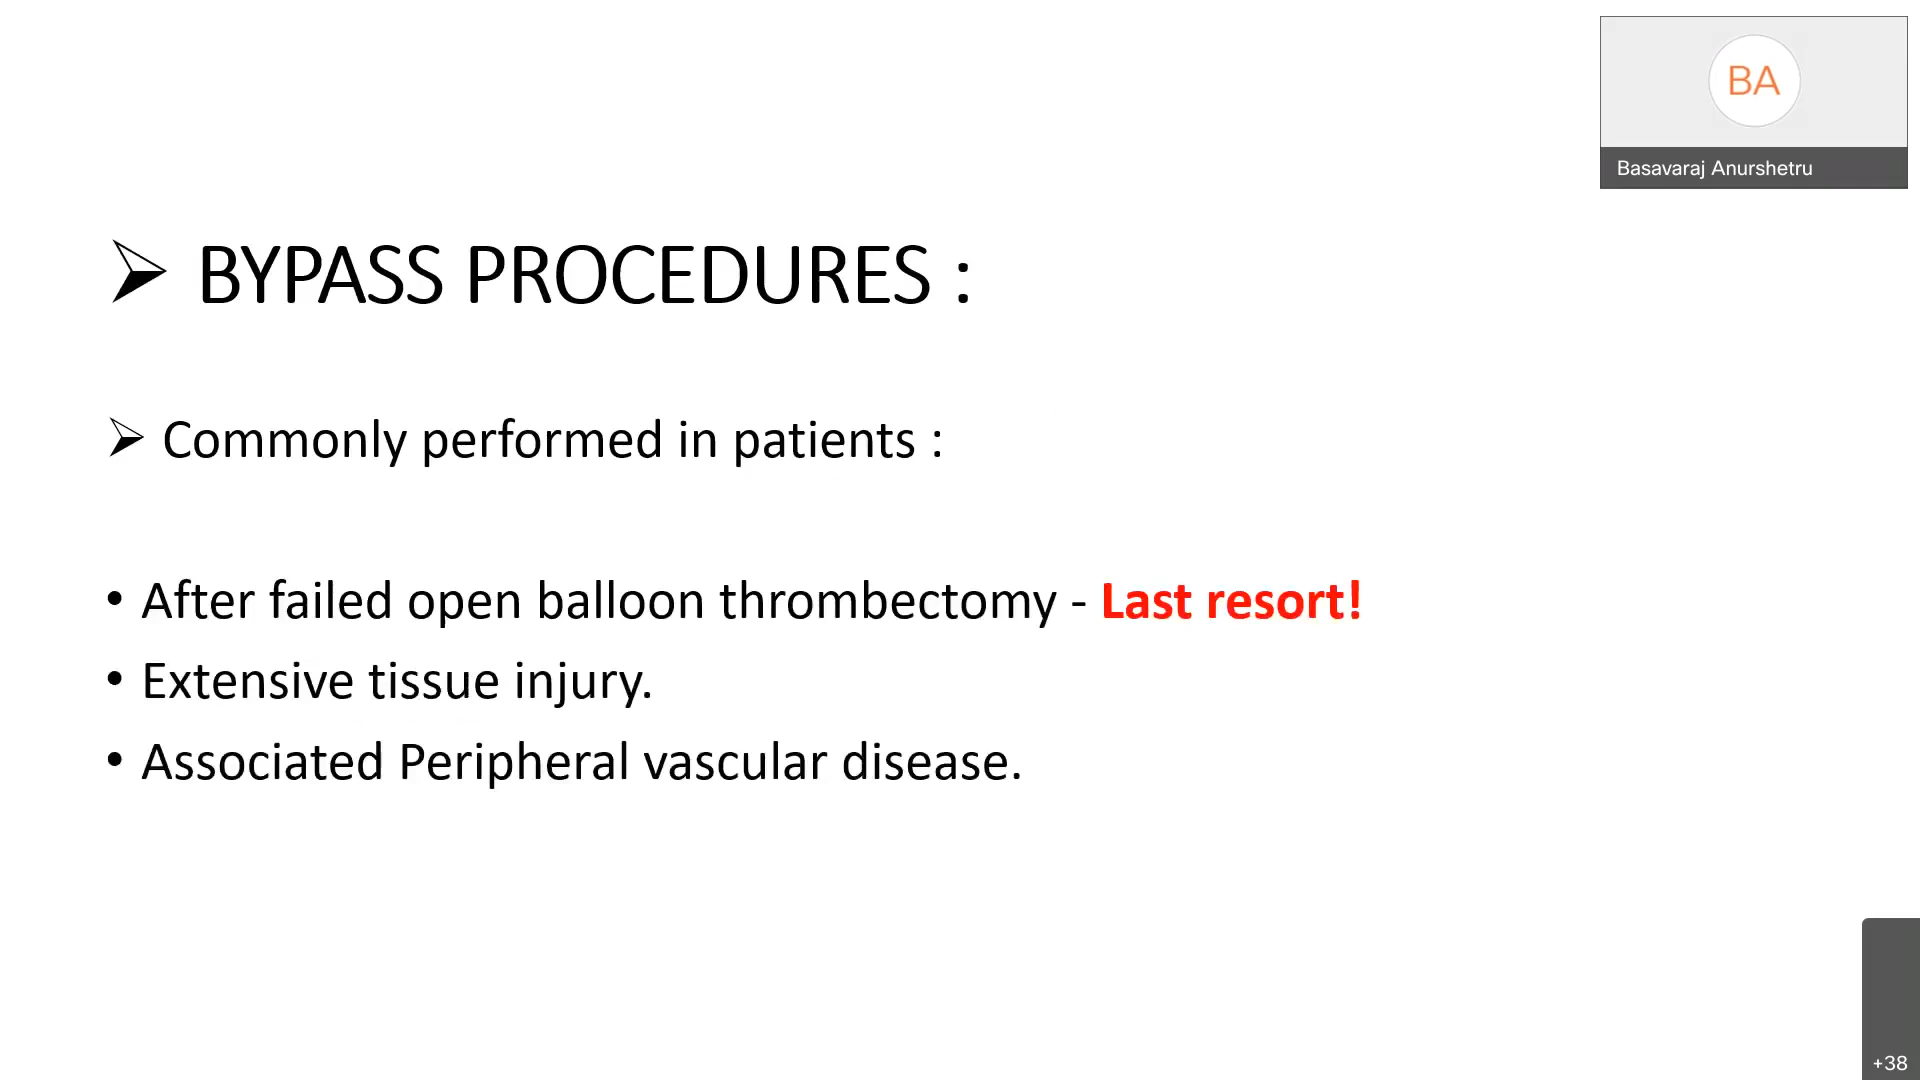 BA
Basavaraj Anurshetru
➢ BYPASS PROCEDURES :
➢ Commonly performed in patients :
• After failed open balloon thrombectomy - Last resort!
• Extensive tissue injury.
• Associated Peripheral vascular disease.
+38